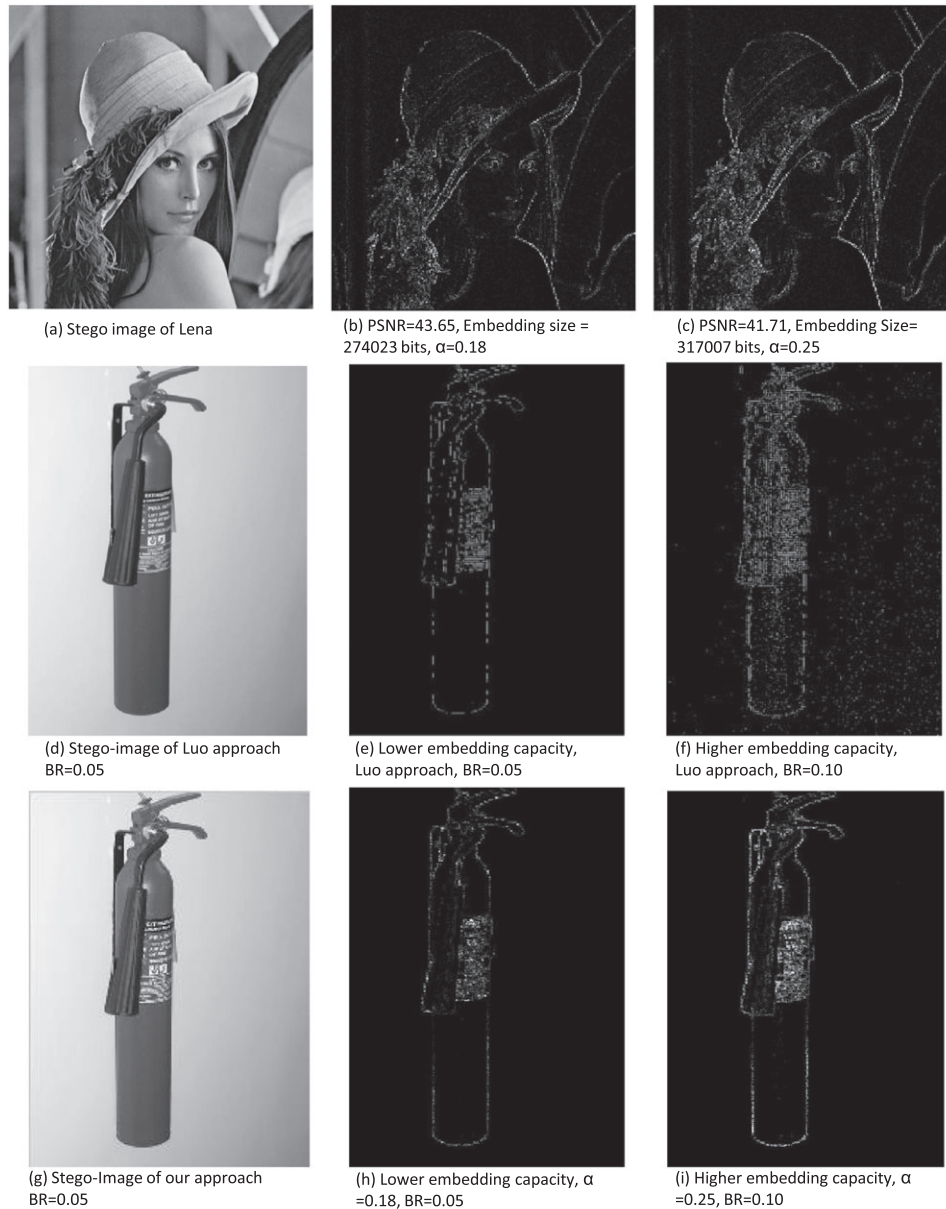 (a) Stego image of Lena
(b) PSNR=43.65, Embedding size =
274023 bits, α=0.18
(c) PSNR=41.71, Embedding Size=
317007 bits, α=0.25
(d) Stego-image of Luo approach
BR=0.05
(e) Lower embedding capacity,
Luo approach, BR=0.05
(f) Higher embedding capacity,
Luo approach, BR=0.10
(g) Stego-Image of our approach
BR=0.05
(h) Lower embedding capacity, α
=0.18, BR=0.05
(i) Higher embedding capacity, α
=0.25, BR=0.10